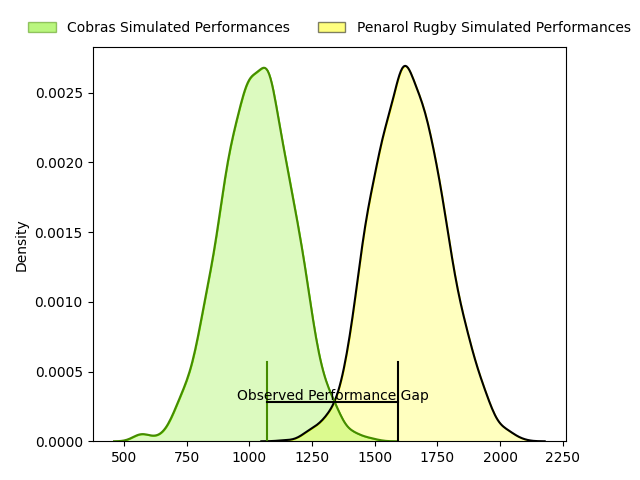 Cobras Simulated Performances Penarol Rugby Simulated Performances
0.0025
0.0020
0.0015
0.0010
0.0005
0.0000
Density
Observed Performance Gap
500 750 1000 1250 1500 1750 2000 2250